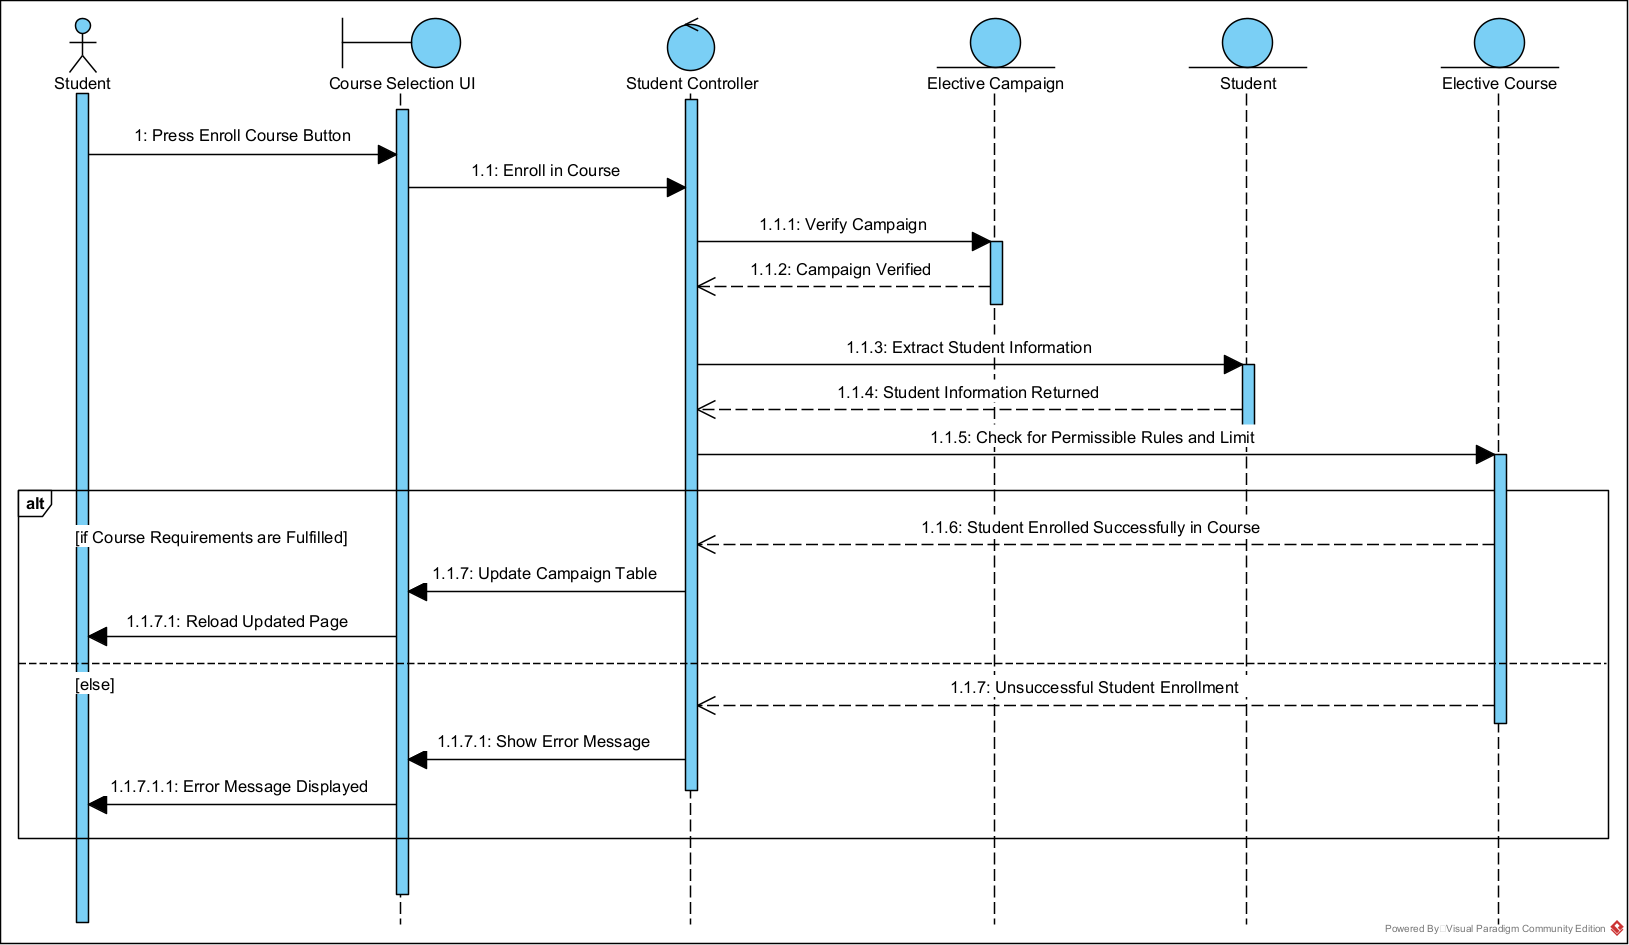 Student
Course Selection UI
Student Controller
Elective Campaign
Student
Elective Course
1: Press Enroll Course Button
1.1: Enroll in Course
1.1.1: Verify Campaign
1.1.2: Campaign Verified
1.1.3: Extract Student Information
1.1.4: Student Information Returned
1.1.5: Check for Permissible Rules and Limit
alt
[if Course Requirements are Fulfilled]
1.1.6: Student Enrolled Successfully in Course
1.1.7: Update Campaign Table
1.1.7.1: Reload Updated Page
[else]
1.1.7: Unsuccessful Student Enrollment
1.1.7.1: Show Error Message
1.1.7.1.1: Error Message Displayed
Powered By Visual Paradigm Community Edition